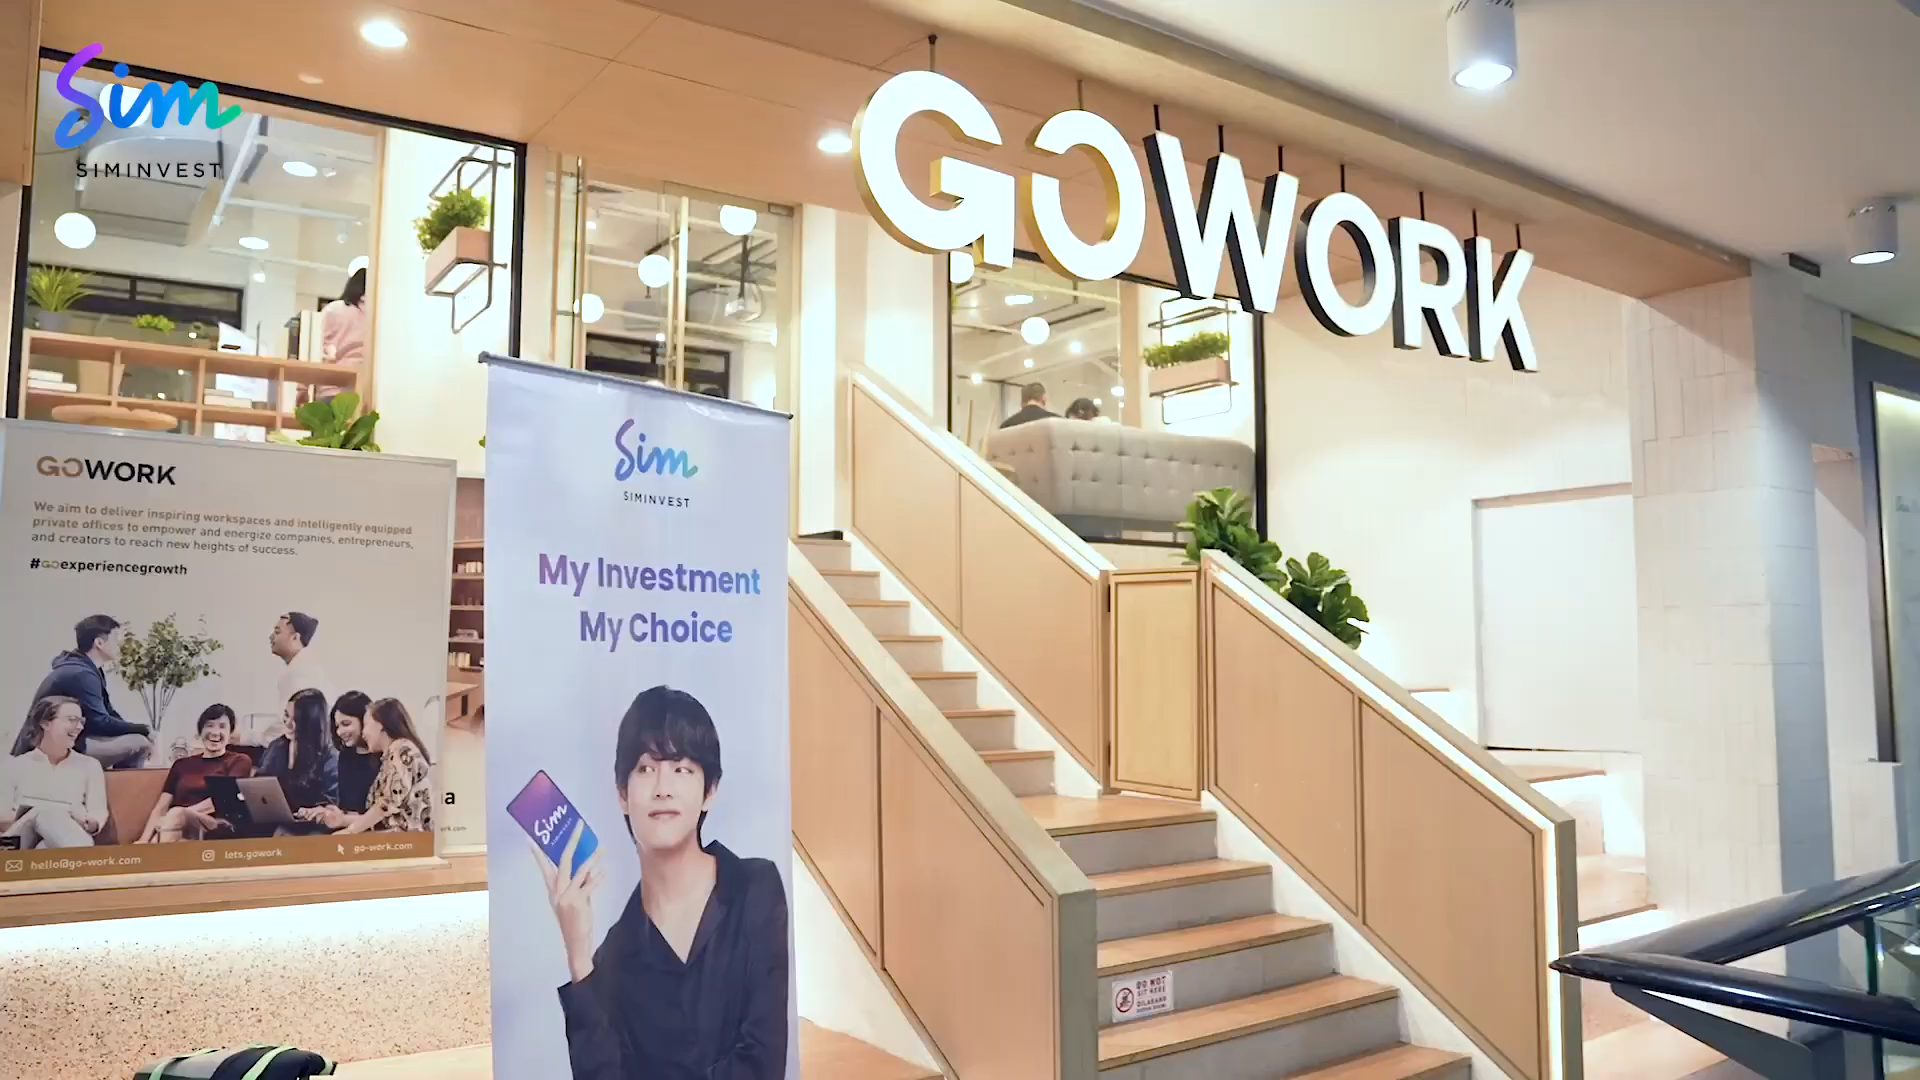 Sim
SIMINVEST
GOWORK
GOWORK
We aim to deliver inspiring workspaces and intelligently equipped
private offices to empower and energize companies, entrepreneurs,
and creators to reach new heights of success.
#GOexperiencegrowth
hello@go-work.com
lets.gowork
go-work.com
Sim
SIMINVEST
My Investment
My Choice
Sim
SIMINVEST
DO NOT
SIT HERE
DILARANG